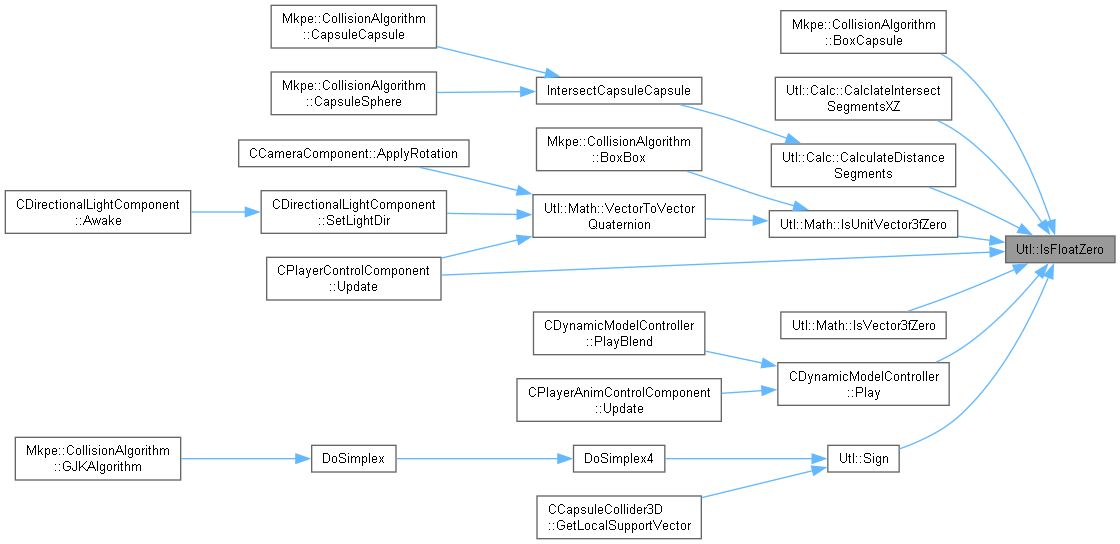 Mkpe::CollisionAlgorithm
::CapsuleCapsule
Mkpe::CollisionAlgorithm
::BoxCapsule
Mkpe::CollisionAlgorithm
::CapsuleSphere
IntersectCapsuleCapsule
Utl::Calc::CalclateIntersect
SegmentsXZ
CCameraComponent::ApplyRotation
Mkpe::CollisionAlgorithm
::BoxBox
Utl::Calc::CalculateDistance
Segments
CDirectionalLightComponent
::Awake
CDirectionalLightComponent
::SetLightDir
Utl::Math::VectorToVector
Quaternion
Utl::Math::IsUnitVector3fZero
Utl::IsFloatZero
CPlayerControlComponent
::Update
CDynamicModelController
::PlayBlend
Utl::Math::IsVector3fZero
CPlayerAnimControlComponent
::Update
CDynamicModelController
::Play
Mkpe::CollisionAlgorithm
::GJKAlgorithm
DoSimplex
DoSimplex4
Utl::Sign
CCapsuleCollider3D
::GetLocalSupportVector